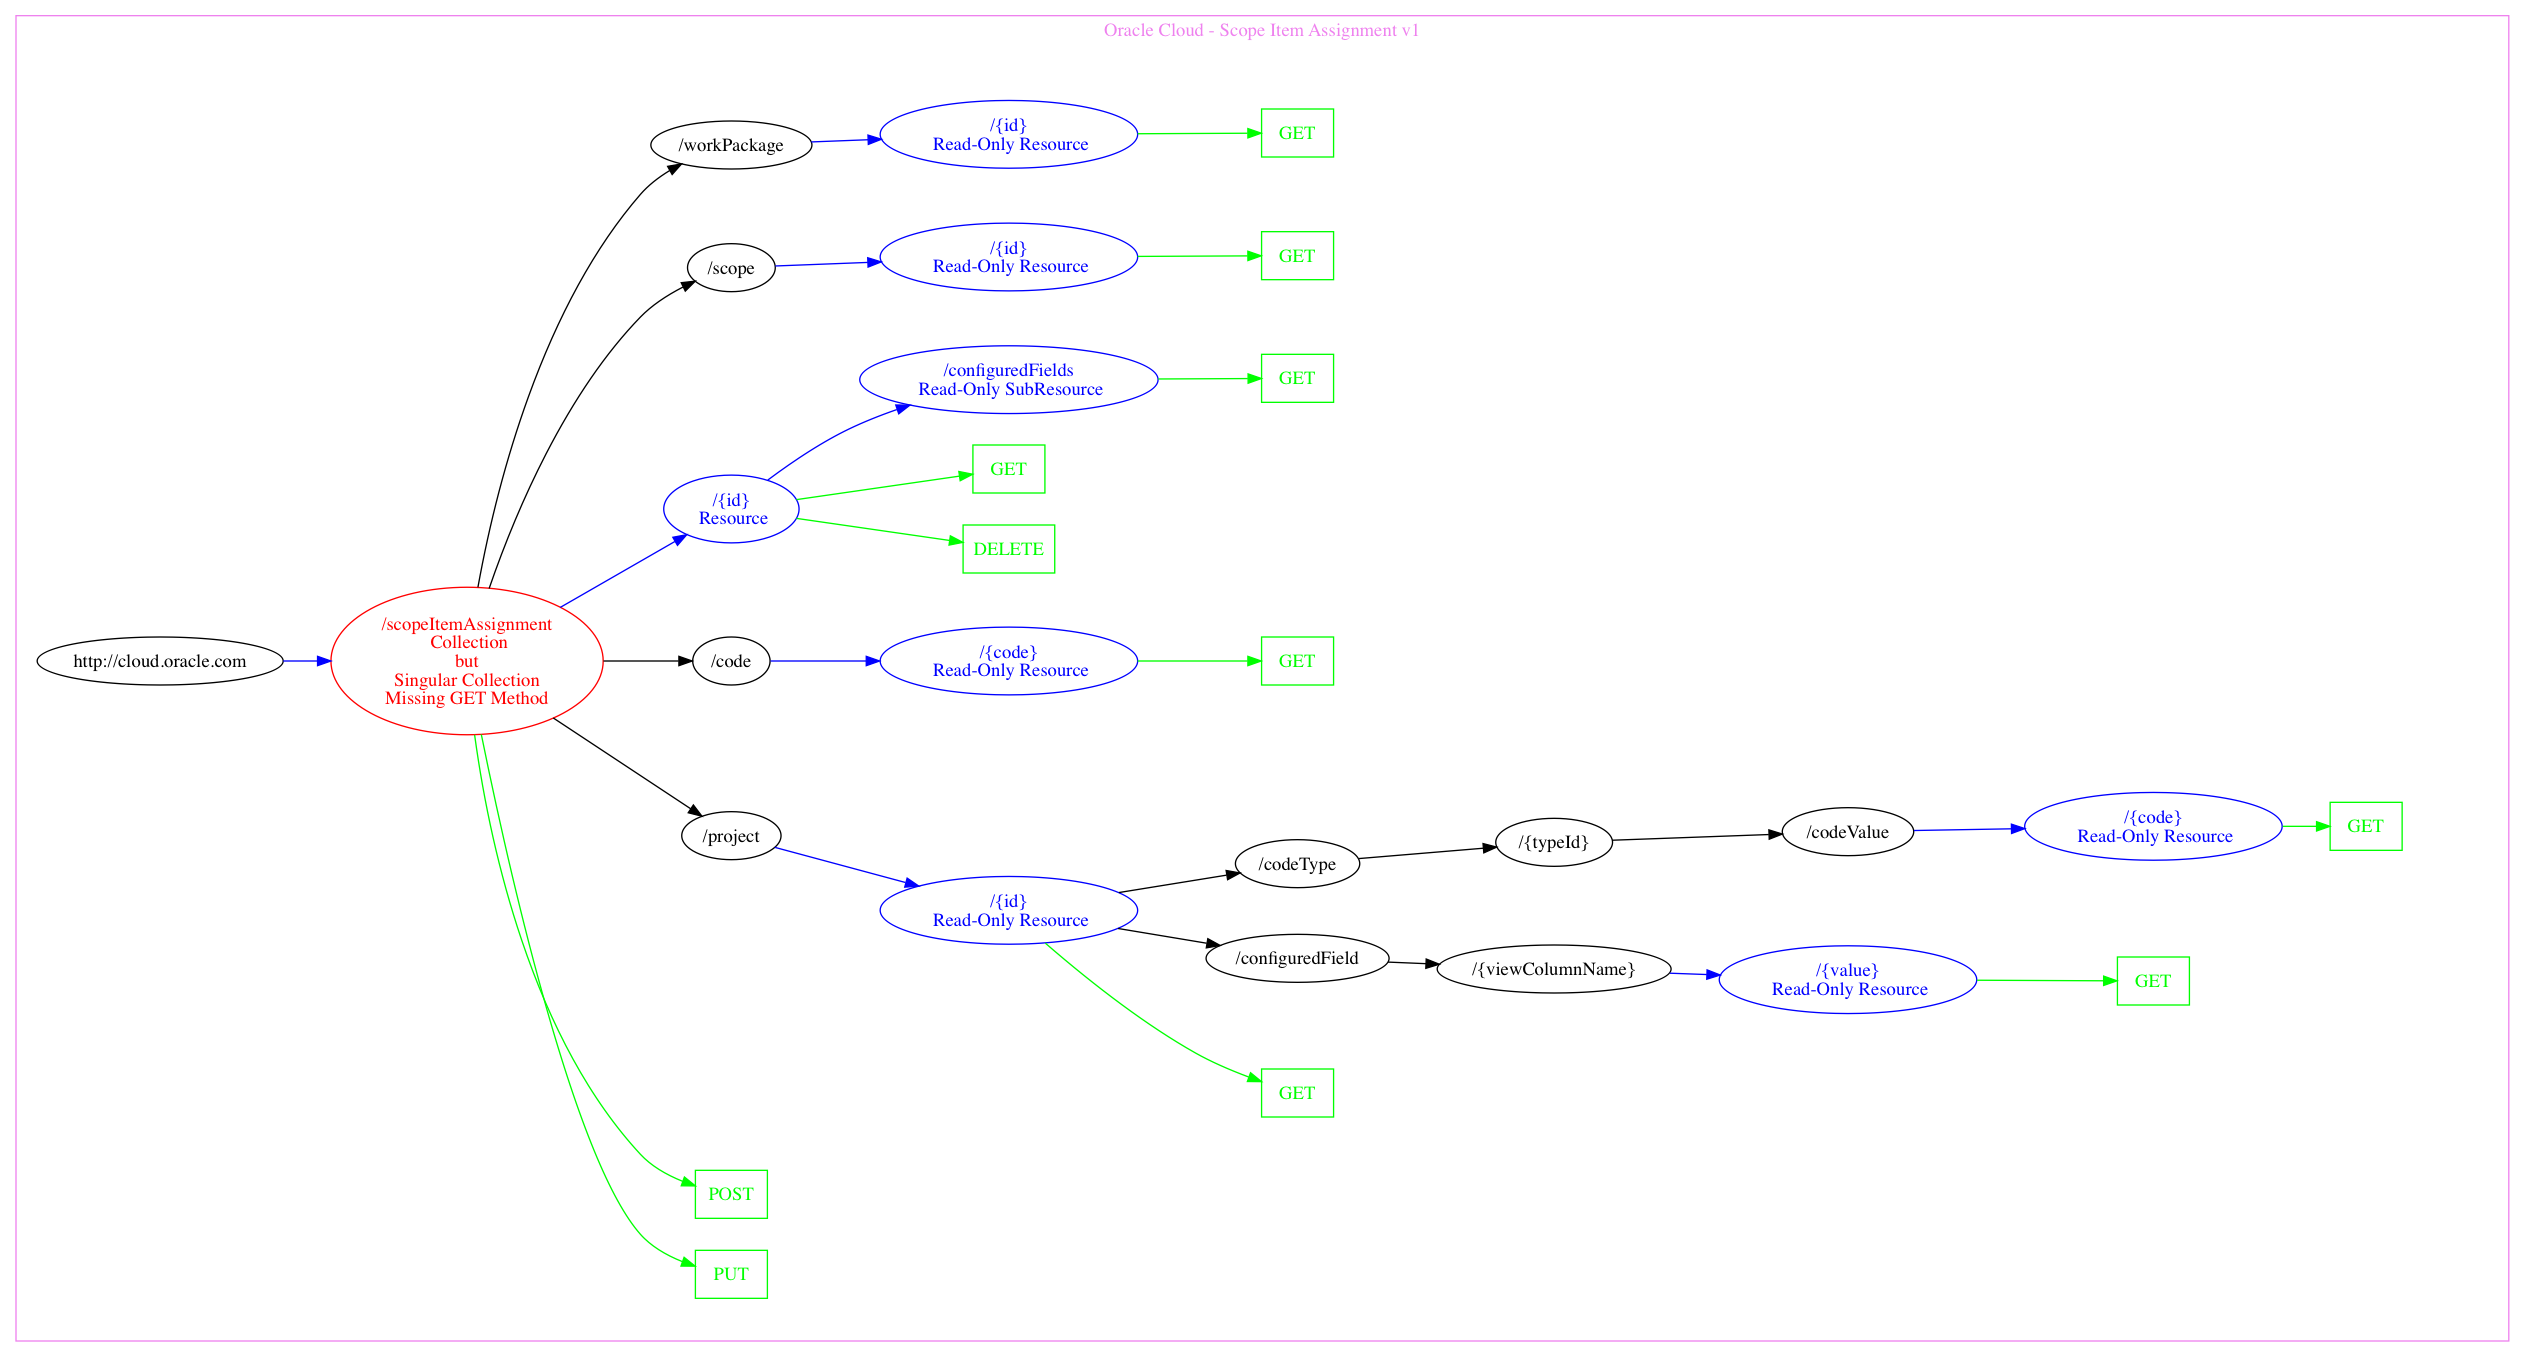 Oracle Cloud - Scope Item Assignment v1
/workPackage
/{id}
Read-Only Resource
GET
/scope
/{id}
Read-Only Resource
GET
/configuredFields
Read-Only SubResource
GET
GET
/{id}
Resource
DELETE
http://cloud.oracle.com
/scopeItemAssignment
Collection
but
Singular Collection
Missing GET Method
/code
/{code}
Read-Only Resource
GET
/project
/{id}
Read-Only Resource
/codeType
/{typeId}
/codeValue
/{code}
Read-Only Resource
GET
/configuredField
/{viewColumnName}
/{value}
Read-Only Resource
GET
GET
POST
PUT